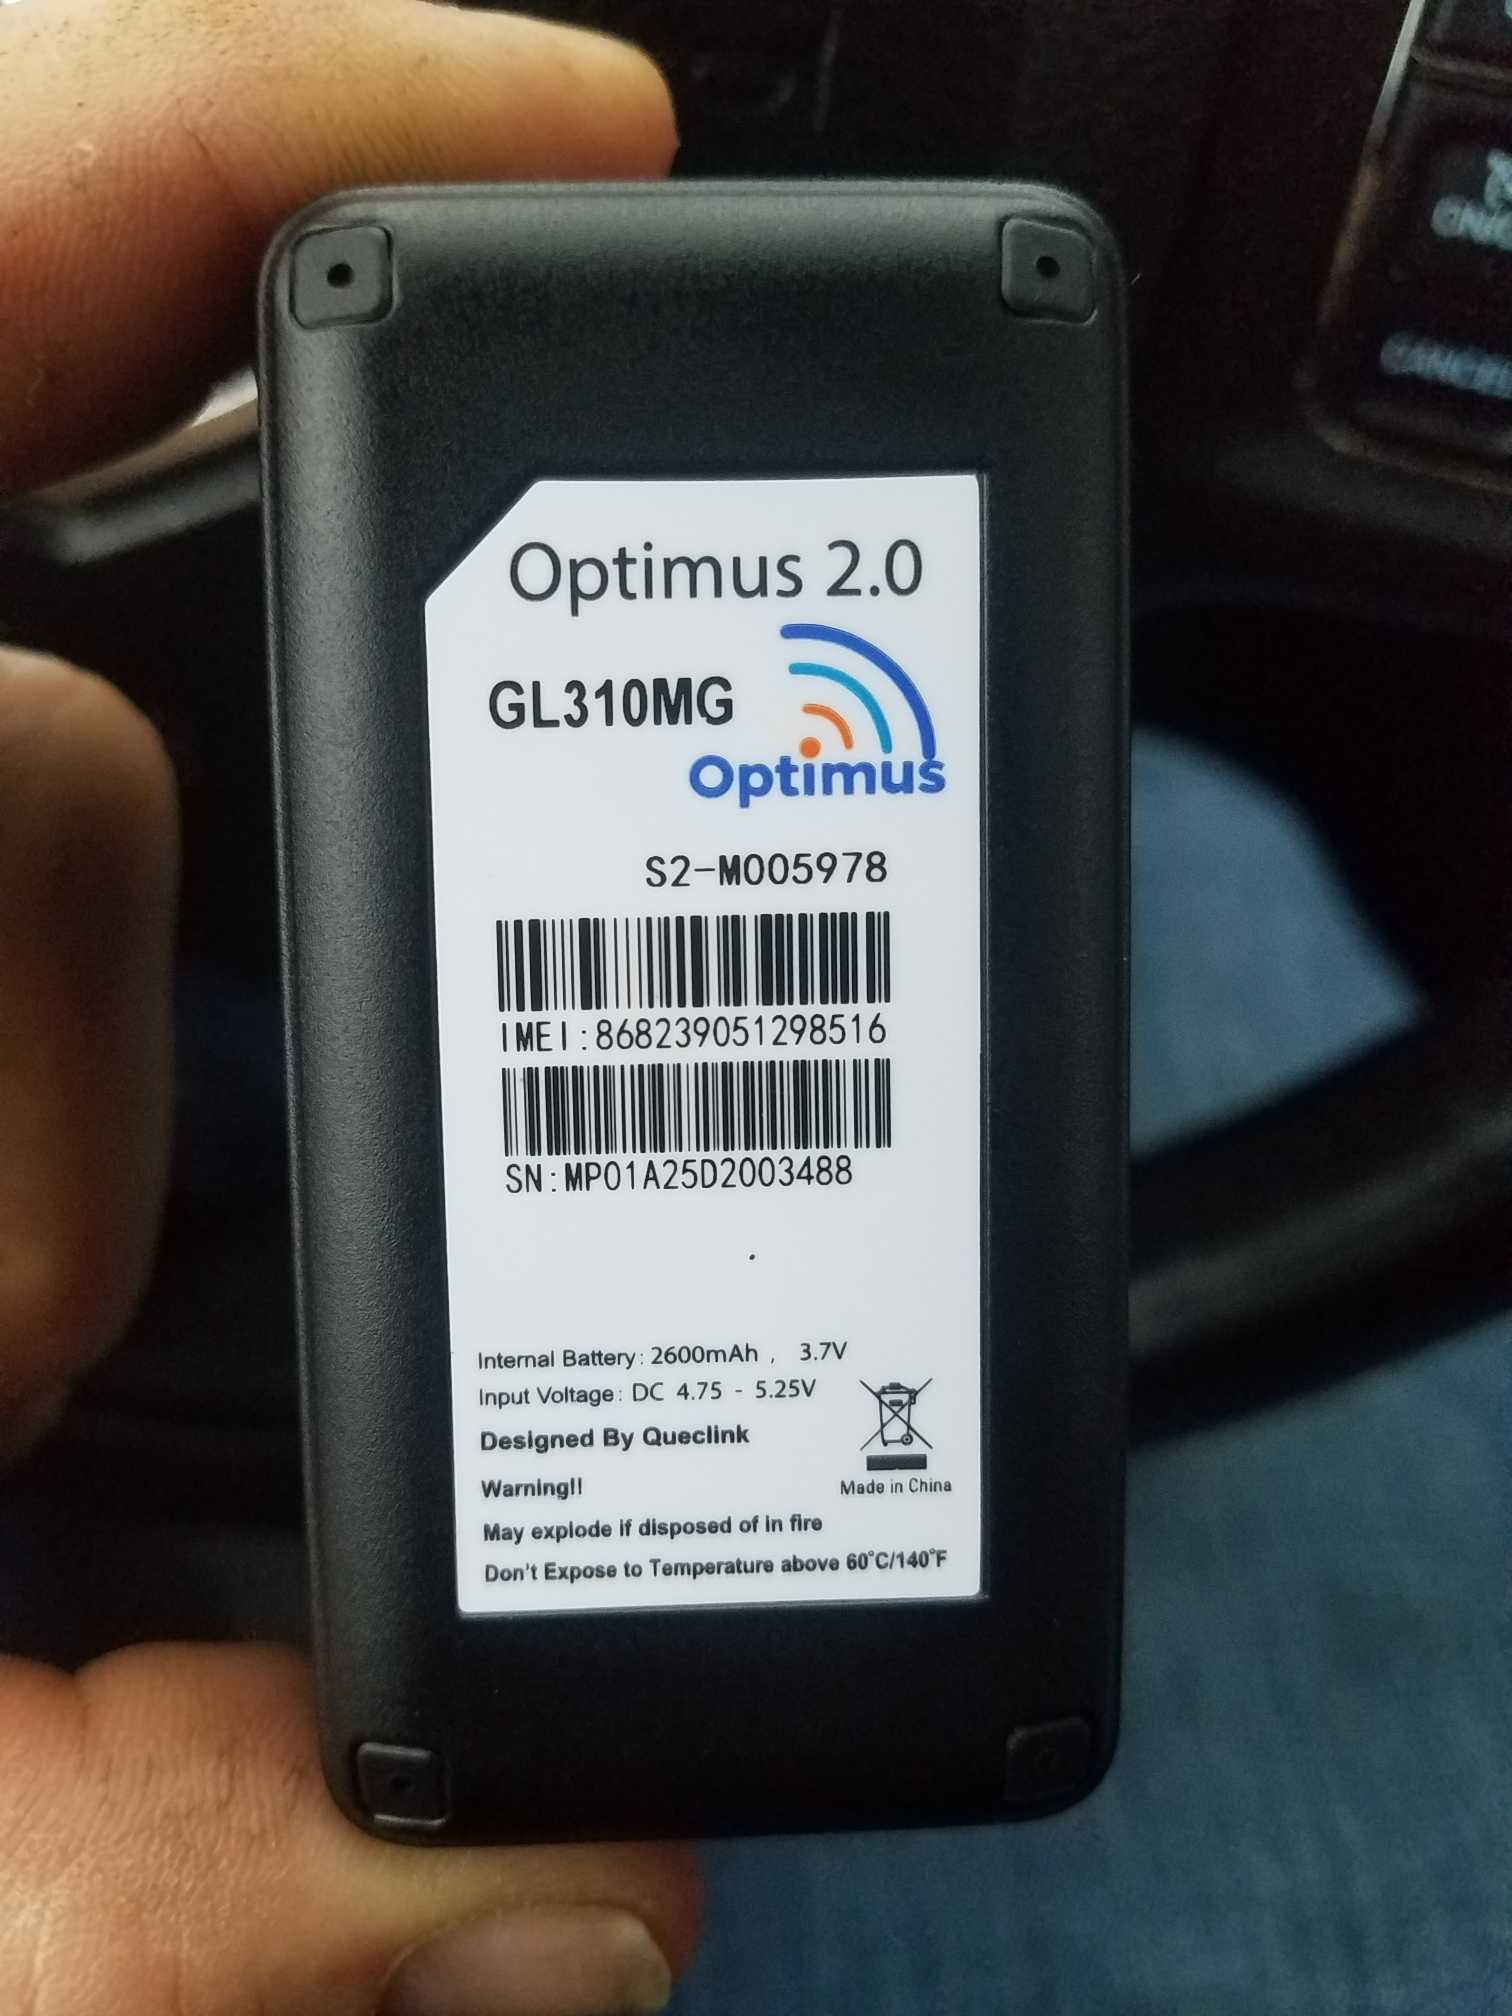 Optimus 2.0
GL310MG
Optimus
S2-M005978
IMEI:868239051298516
SN:MP01A25D2003488
Internal Battery: 2600mAh , 3.7V
Input Voltage: DC 4.75 - 5.25V
Designed By Queclink
Warning!!
Made in China
May explode if disposed of in fire
Don't Expose to Temperature above 60°C/140°F